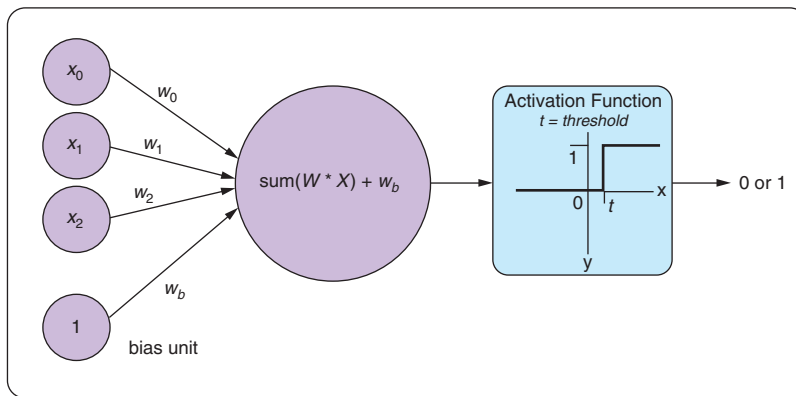 x0
w0
x1
w1
x2
w2
1
wb
bias unit
sum(W * X) + wb
Activation Function
t = threshold
1
0
t
x
y
0 or 1